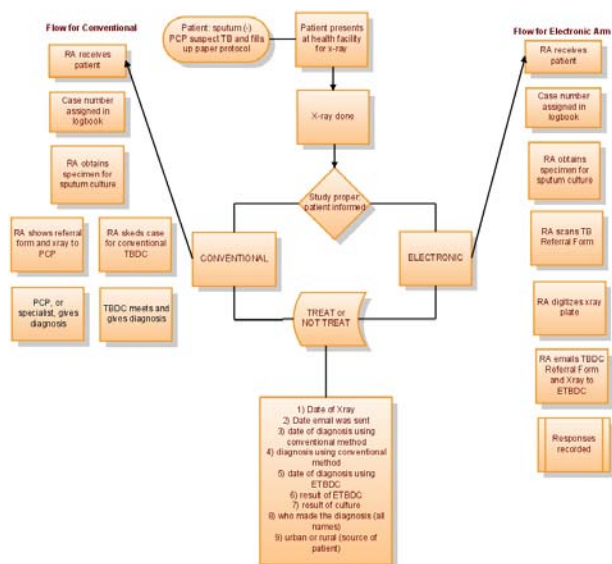 Flow for Conventional
RA receives
patient
Case number
assigned in
logbook
RA obtains
specimen for
sputum culture
RA shows referral
form and xray to
PCP
RA skeds case
for conventional
TBDC
PCP, or
specialist, gives
diagnosis
TBDC meets and
gives diagnosis
Patient: sputum (-)
PCP suspect TB and fills
up paper protocol
Patient presents
at health facility
for x-ray
X-ray done
Study proper:
patient informed
CONVENTIONAL
ELECTRONIC
TREAT or
NOT TREAT
1) Date of Xray
2) Date email was sent
3) date of diagnosis using
conventional method
4) diagnosis using conventional
method
5) date of diagnosis using
ETBDC
6) result of ETBDC
7) result of culture
8) who made the diagnosis (all
names)
9) urban or rural (source of
patient)
Flow for Electronic Arm
RA receives
patient
Case number
assigned in
logbook
RA obtains
specimen for
sputum culture
RA scans TB
Referral Form
RA digitizes xray
plate
RA emails TBDC
Referral Form
and Xray to
ETBDC
Responses
recorded